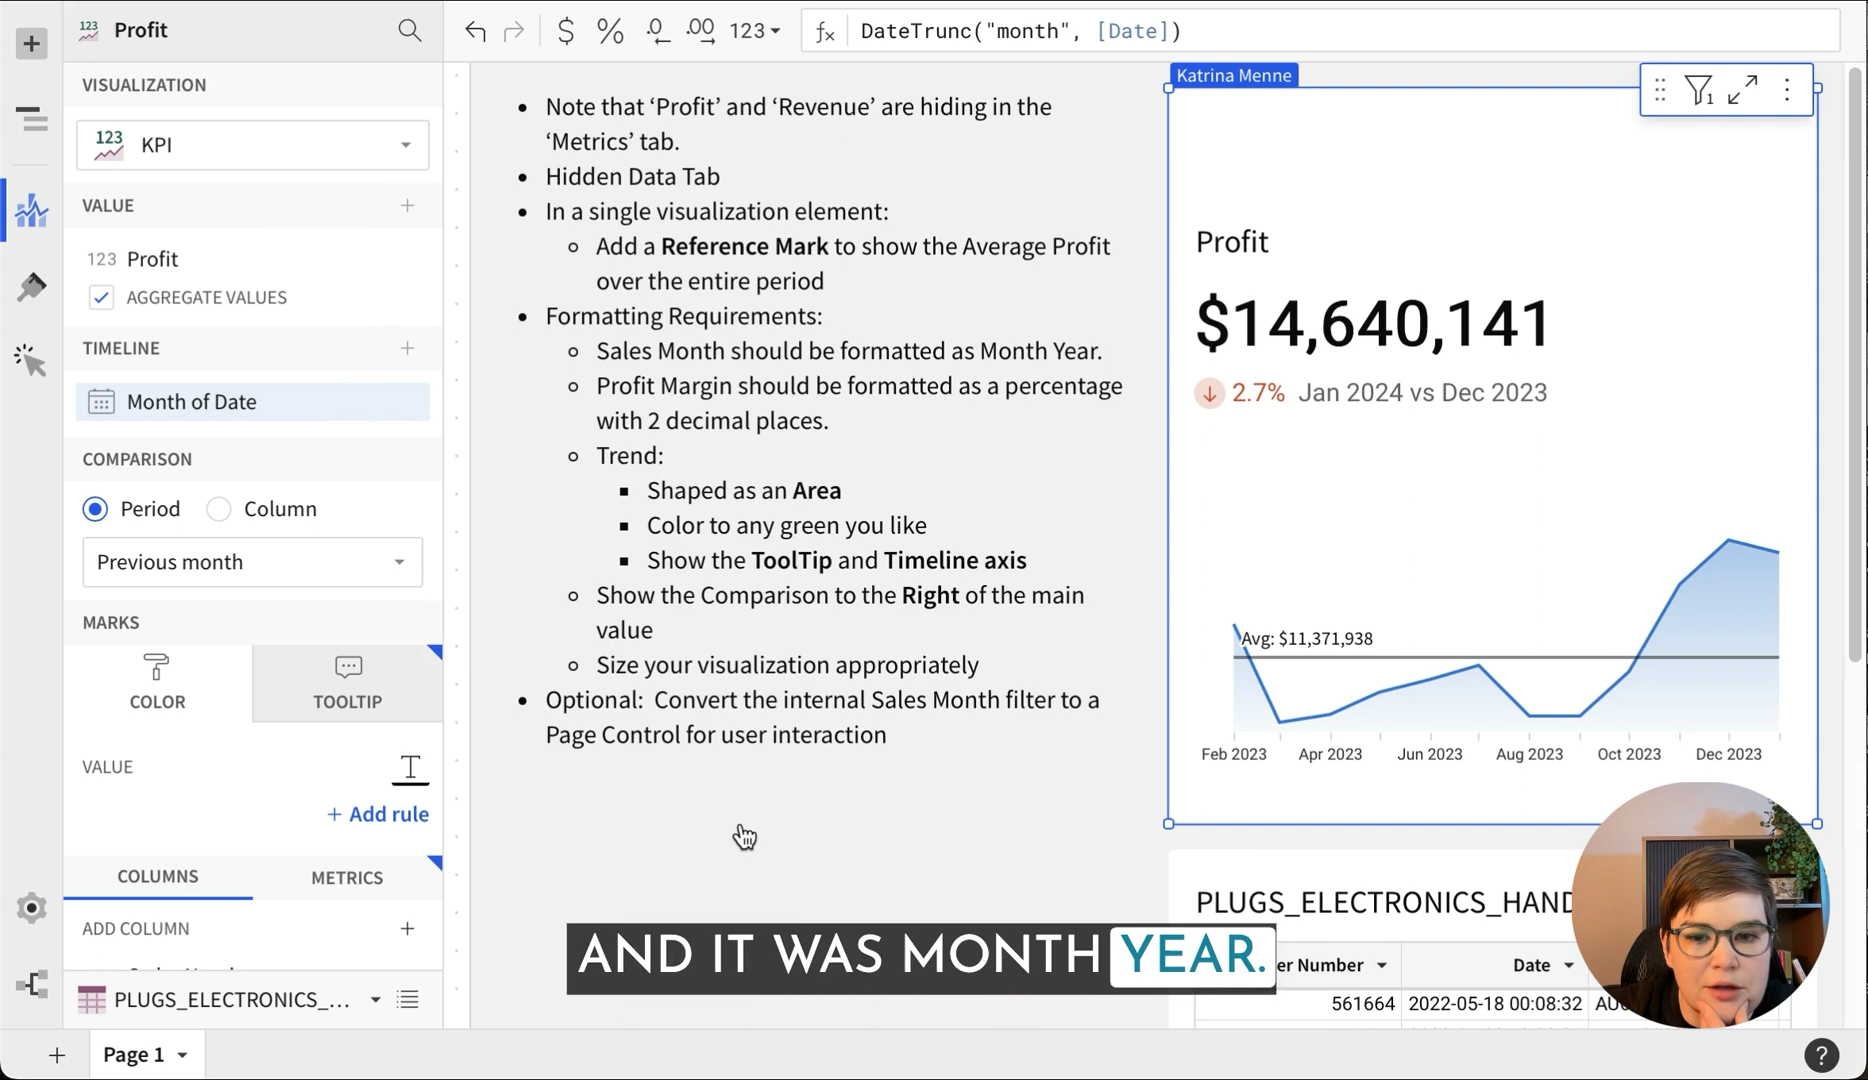 123 Profit
$ % .0 .00 123 fx DateTrunc("month", [Date])
VISUALIZATION
123 KPI
VALUE
123 Profit
AGGREGATE VALUES
TIMELINE
Month of Date
COMPARISON
Period Column
Previous month
MARKS
COLOR TOOLTIP
VALUE T
+ Add rule
COLUMNS METRICS
ADD COLUMN
PLUGS_ELECTRONICS_...
Page 1
• Note that ‘Profit’ and ‘Revenue’ are hiding in the
‘Metrics’ tab.
• Hidden Data Tab
• In a single visualization element:
Add a Reference Mark to show the Average Profit
over the entire period
• Formatting Requirements:
Sales Month should be formatted as Month Year.
Profit Margin should be formatted as a percentage
with 2 decimal places.
Trend:
Shaped as an Area
Color to any green you like
Show the ToolTip and Timeline axis
Show the Comparison to the Right of the main
value
Size your visualization appropriately
• Optional: Convert the internal Sales Month filter to a
Page Control for user interaction
Katrina Menne
1
Profit
$14,640,141
2.7% Jan 2024 vs Dec 2023
Avg: $11,371,938
Feb 2023 Apr 2023 Jun 2023 Aug 2023 Oct 2023 Dec 2023
PLUGS_ELECTRONICS_HAND
er Number Date
561664 2022-05-18 00:08:32
AND IT WAS MONTH YEAR.
?